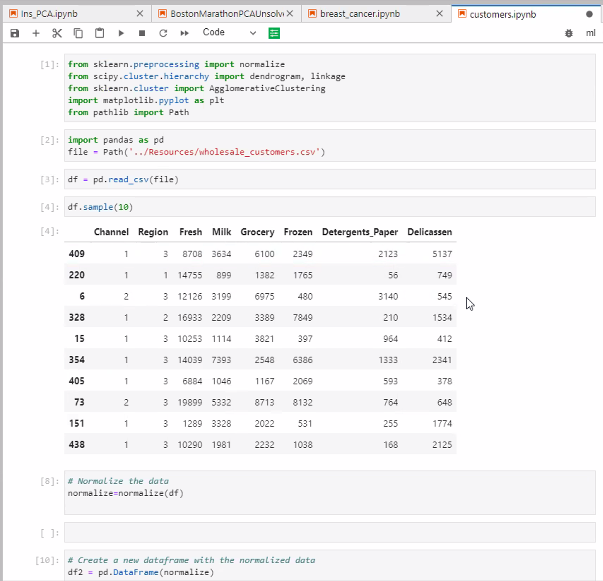 Ins_PCA.ipynb
BostonMarathonPCAUnsolv
breast_cancer.ipynb
customers.ipynb
Code
ml
[1]: from sklearn.preprocessing import normalize
from scipy.cluster.hierarchy import dendrogram, linkage
from sklearn.cluster import AgglomerativeClustering
import matplotlib.pyplot as plt
from pathlib import Path
[2]: import pandas as pd
file = Path('../Resources/wholesale_customers.csv')
[3]: df = pd.read_csv(file)
[4]: df.sample(10)
[4]: Channel Region Fresh Milk Grocery Frozen Detergents_Paper Delicassen
409 1 3 8708 3634 6100 2349 2123 5137
220 1 1 14755 899 1382 1765 56 749
6 2 3 12126 3199 6975 480 3140 545
328 1 2 16933 2209 3389 7849 210 1534
15 1 3 10253 1114 3821 397 964 412
354 1 3 14039 7393 2548 6386 1333 2341
405 1 3 6884 1046 1167 2069 593 378
73 2 3 19899 5332 8713 8132 764 648
151 1 3 1289 3328 2022 531 255 1774
438 1 3 10290 1981 2232 1038 168 2125
[8]: # Normalize the data
normalize=normalize(df)
[ ]:
[10]: # Create a new dataframe with the normalized data
df2 = pd.DataFrame(normalize)